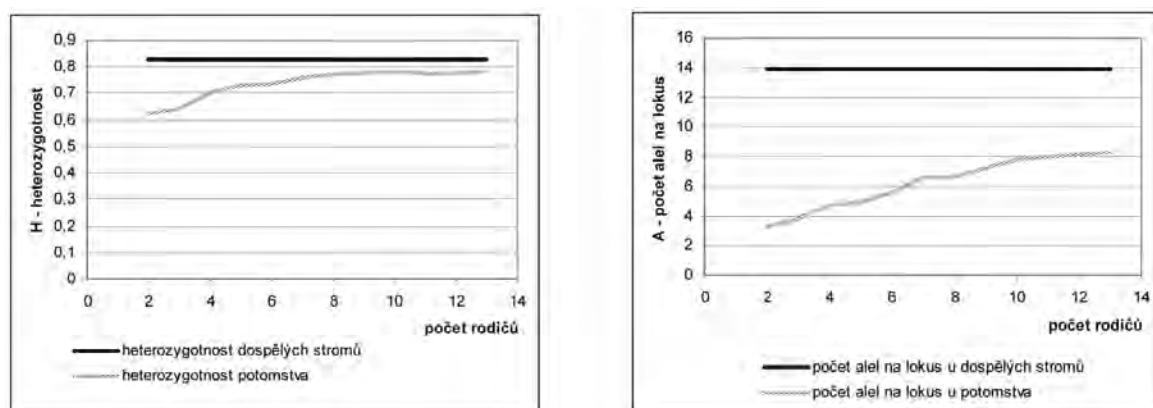 H - heterozygotnost
0,9
0,8
0,7
0,6
0,5
0,4
0,3
0,2
0,1
0
0 2 4 6 8 10 12 14
počet rodičů
heterozygotnost dospělých stromů
heterozygotnost potomstva
A - počet alel na lokus
16
14
12
10
8
6
4
2
0
0 2 4 6 8 10 12 14
počet rodičů
počet alel na lokus u dospělých stromů
počet alel na lokus u potomstva